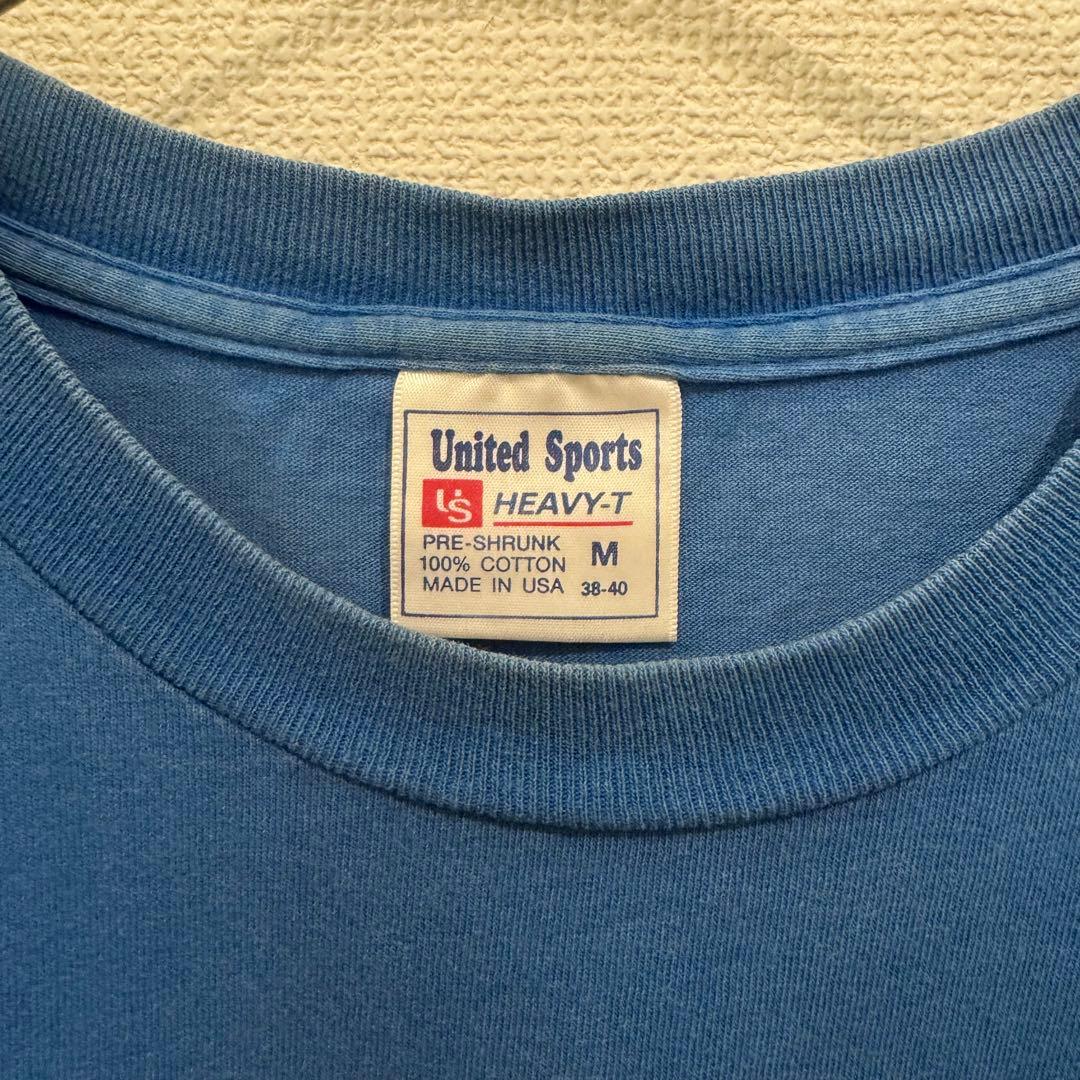 United Sports
US HEAVY-T
PRE-SHRUNK
100% COTTON M
MADE IN USA 38-40